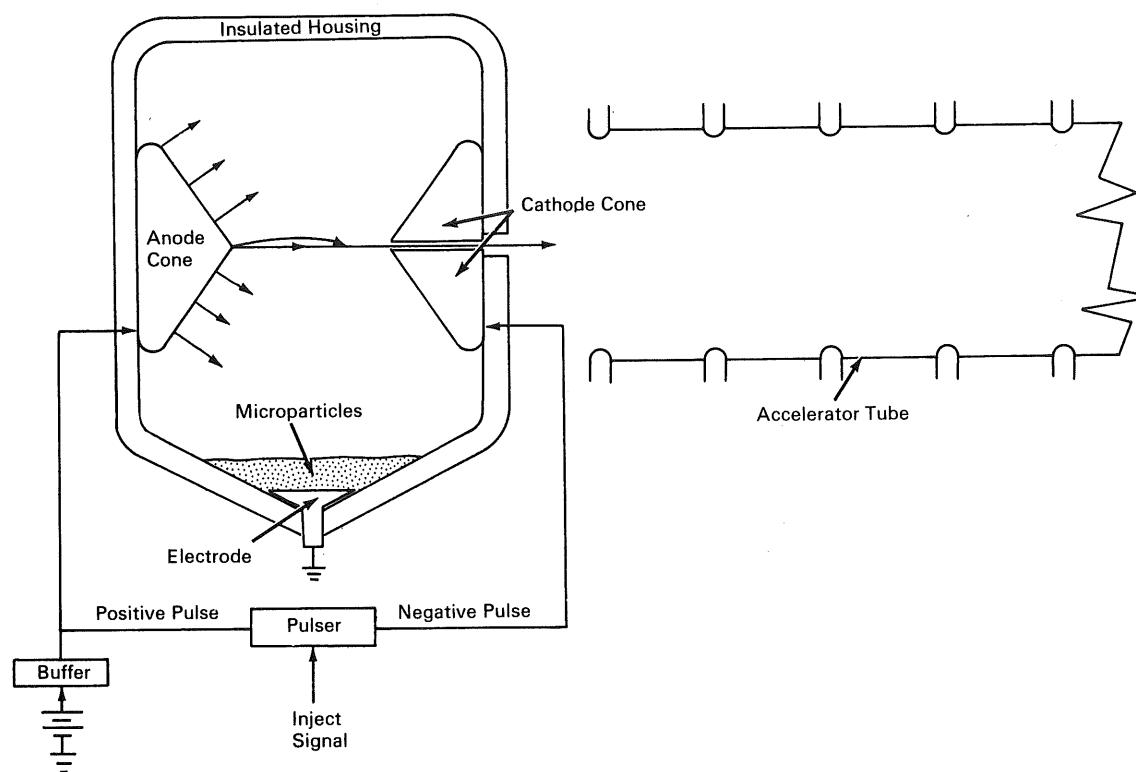 Insulated Housing
Cathode Cone
Anode
Cone
Microparticles
Accelerator Tube
Electrode
Positive Pulse
Negative Pulse
Pulser
Buffer
Inject
Signal